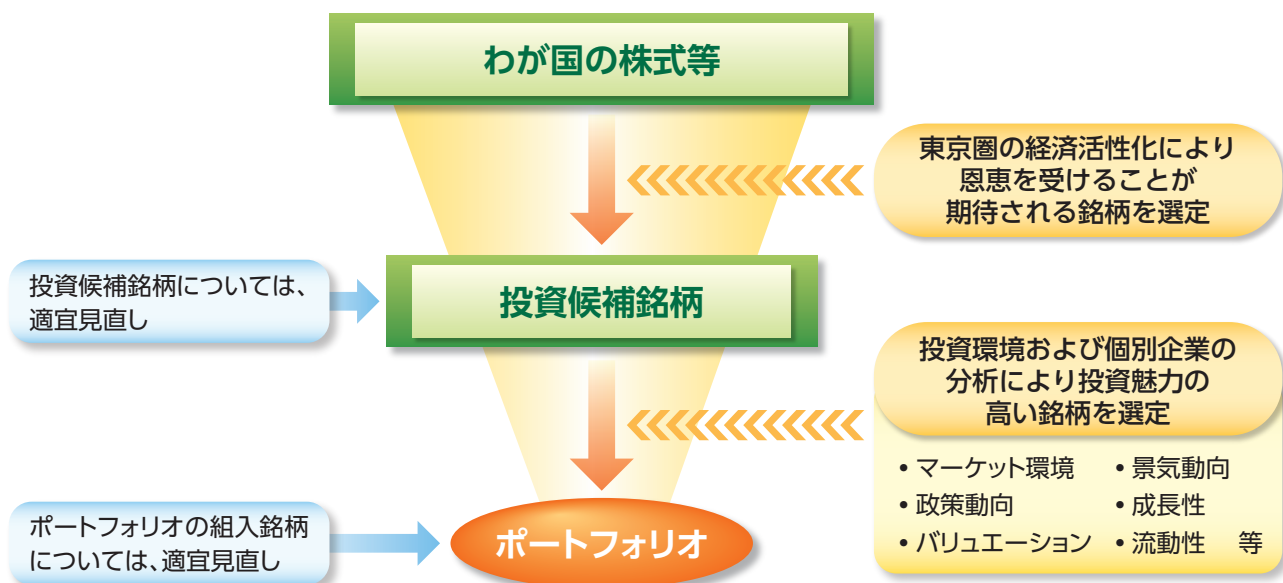 わが国の株式等
東京圏の経済活性化により
恩恵を受けることが
期待される銘柄を選定
投資候補銘柄については、
適宜見直し
投資候補銘柄
投資環境および個別企業の
分析により投資魅力の
高い銘柄を選定
• マーケット環境 • 景気動向
• 政策動向 • 成長性
• バリュエーション • 流動性 等
ポートフォリオの組入銘柄
については、適宜見直し
ポートフォリオ